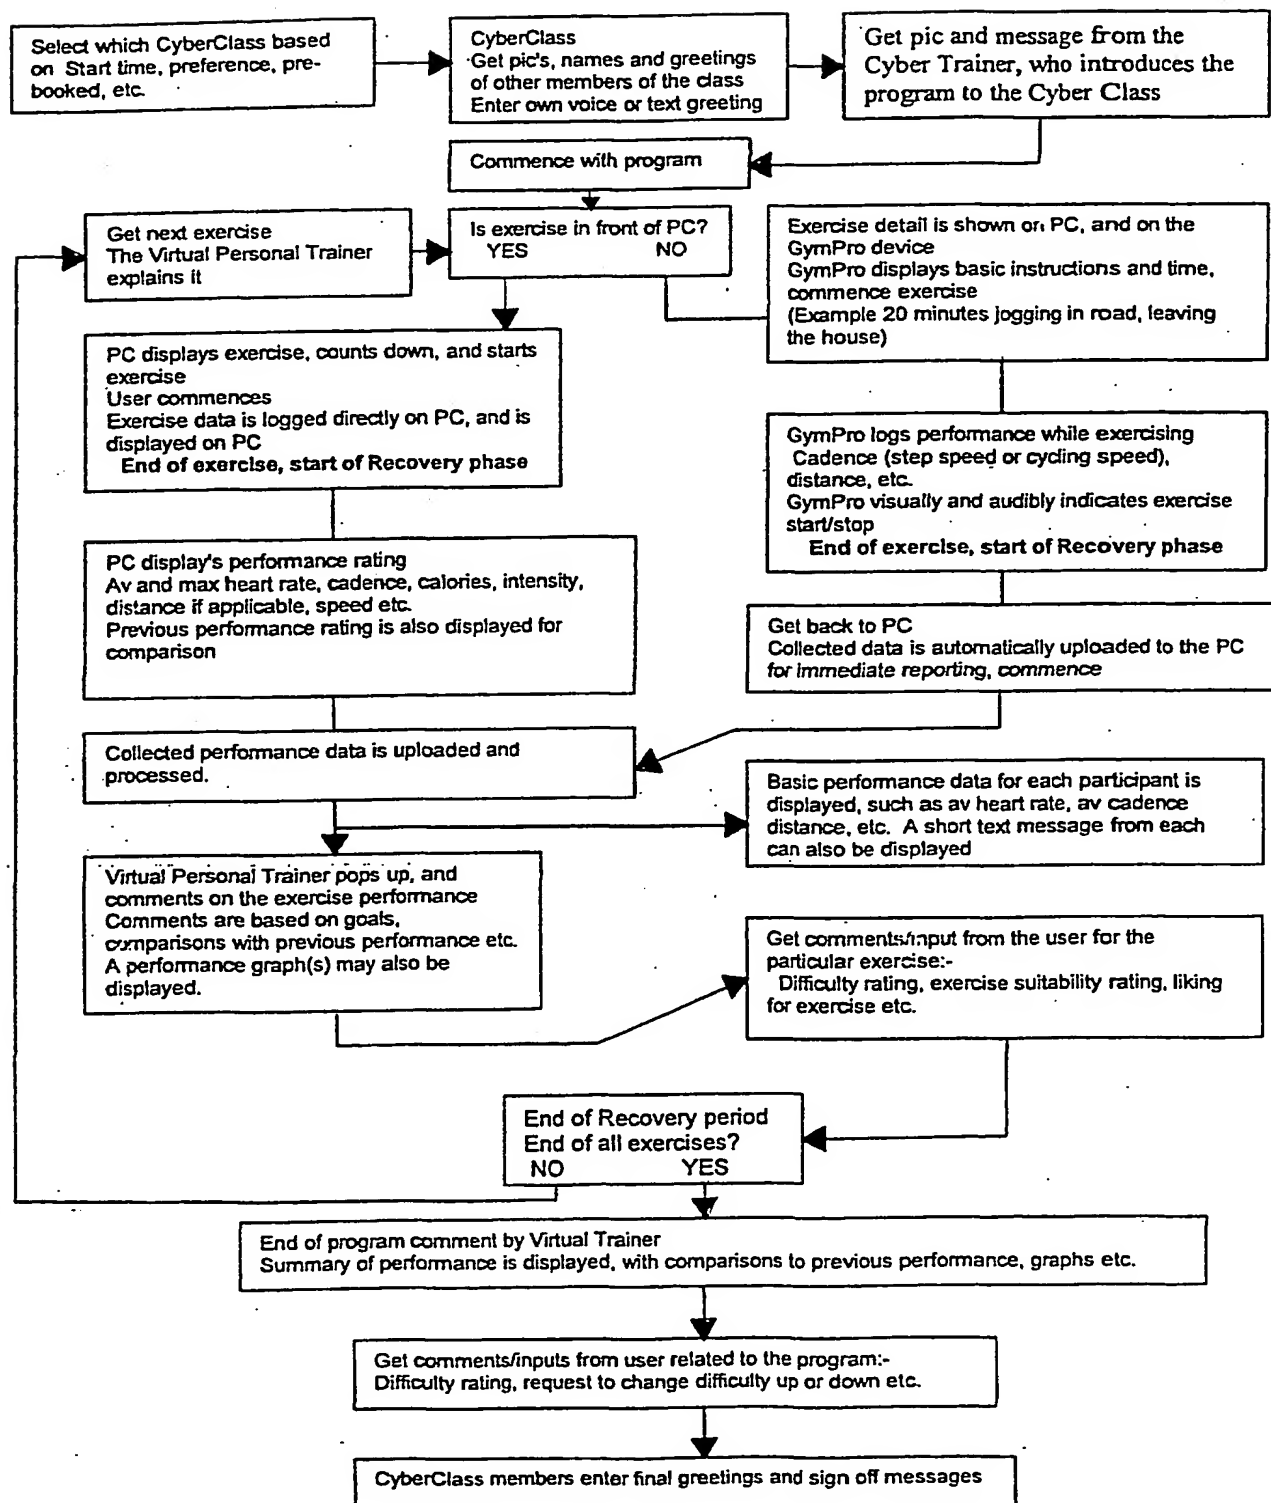 Select which CyberClass based
on Start time, preference, pre-
booked, etc.
CyberClass
Get pic's, names and greetings
of other members of the class
Enter own voice or text greeting
Get pic and message from the
Cyber Trainer, who introduces the
program to the Cyber Class
Commence with program
Get next exercise
The Virtual Personal Trainer
explains it
Is exercise in front of PC?
YES NO
Exercise detail is shown on PC, and on the
GymPro device
GymPro displays basic instructions and time,
commence exercise
(Example 20 minutes jogging in road, leaving
the house)
PC displays exercise, counts down, and starts
exercise
User commences
Exercise data is logged directly on PC, and is
displayed on PC
End of exercise, start of Recovery phase
GymPro logs performance while exercising
Cadence (step speed or cycling speed),
distance, etc.
GymPro visually and audibly indicates exercise
start/stop
End of exercise, start of Recovery phase
PC display's performance rating
Av and max heart rate, cadence, calories, intensity,
distance if applicable, speed etc.
Previous performance rating is also displayed for
comparison
Get back to PC
Collected data is automatically uploaded to the PC
for immediate reporting, commence
Collected performance data is uploaded and
processed.
Basic performance data for each participant is
displayed, such as av heart rate, av cadence
distance, etc. A short text message from each
can also be displayed
Virtual Personal Trainer pops up, and
comments on the exercise performance
Comments are based on goals,
comparisons with previous performance etc.
A performance graph(s) may also be
displayed.
Get comments/input from the user for the
particular exercise:-
Difficulty rating, exercise suitability rating, liking
for exercise etc.
End of Recovery period
End of all exercises?
NO YES
End of program comment by Virtual Trainer
Summary of performance is displayed, with comparisons to previous performance, graphs etc.
Get comments/inputs from user related to the program:-
Difficulty rating, request to change difficulty up or down etc.
CyberClass members enter final greetings and sign off messages